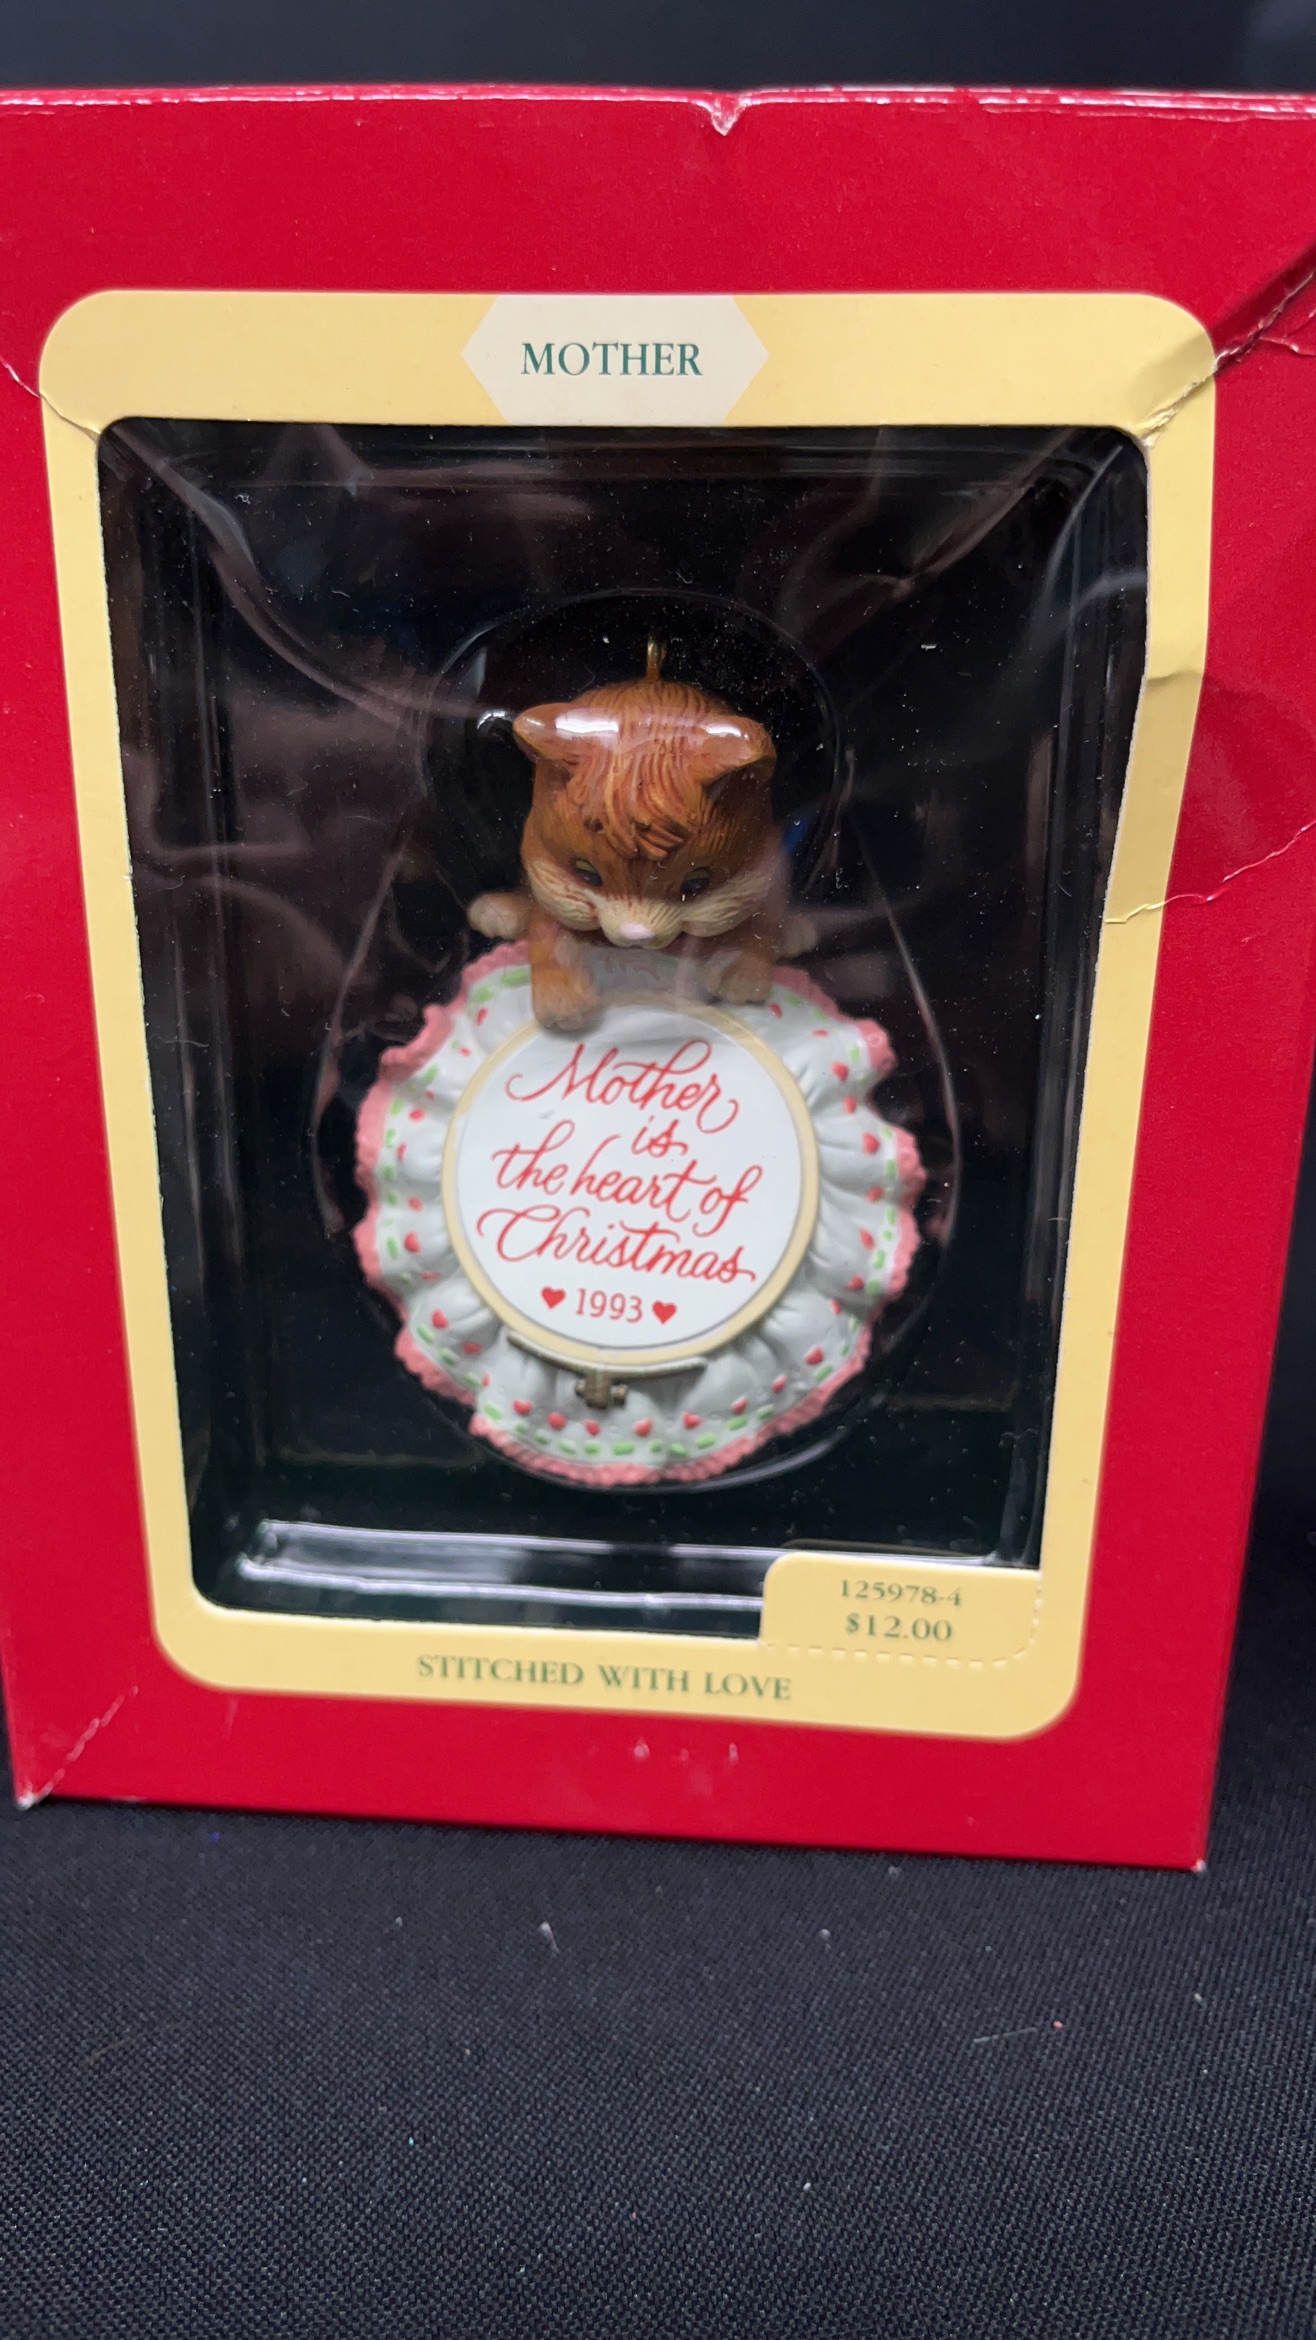 MOTHER
Mother
is
the heart of
Christmas
1993
125978-4
$12.00
STITCHED WITH LOVE